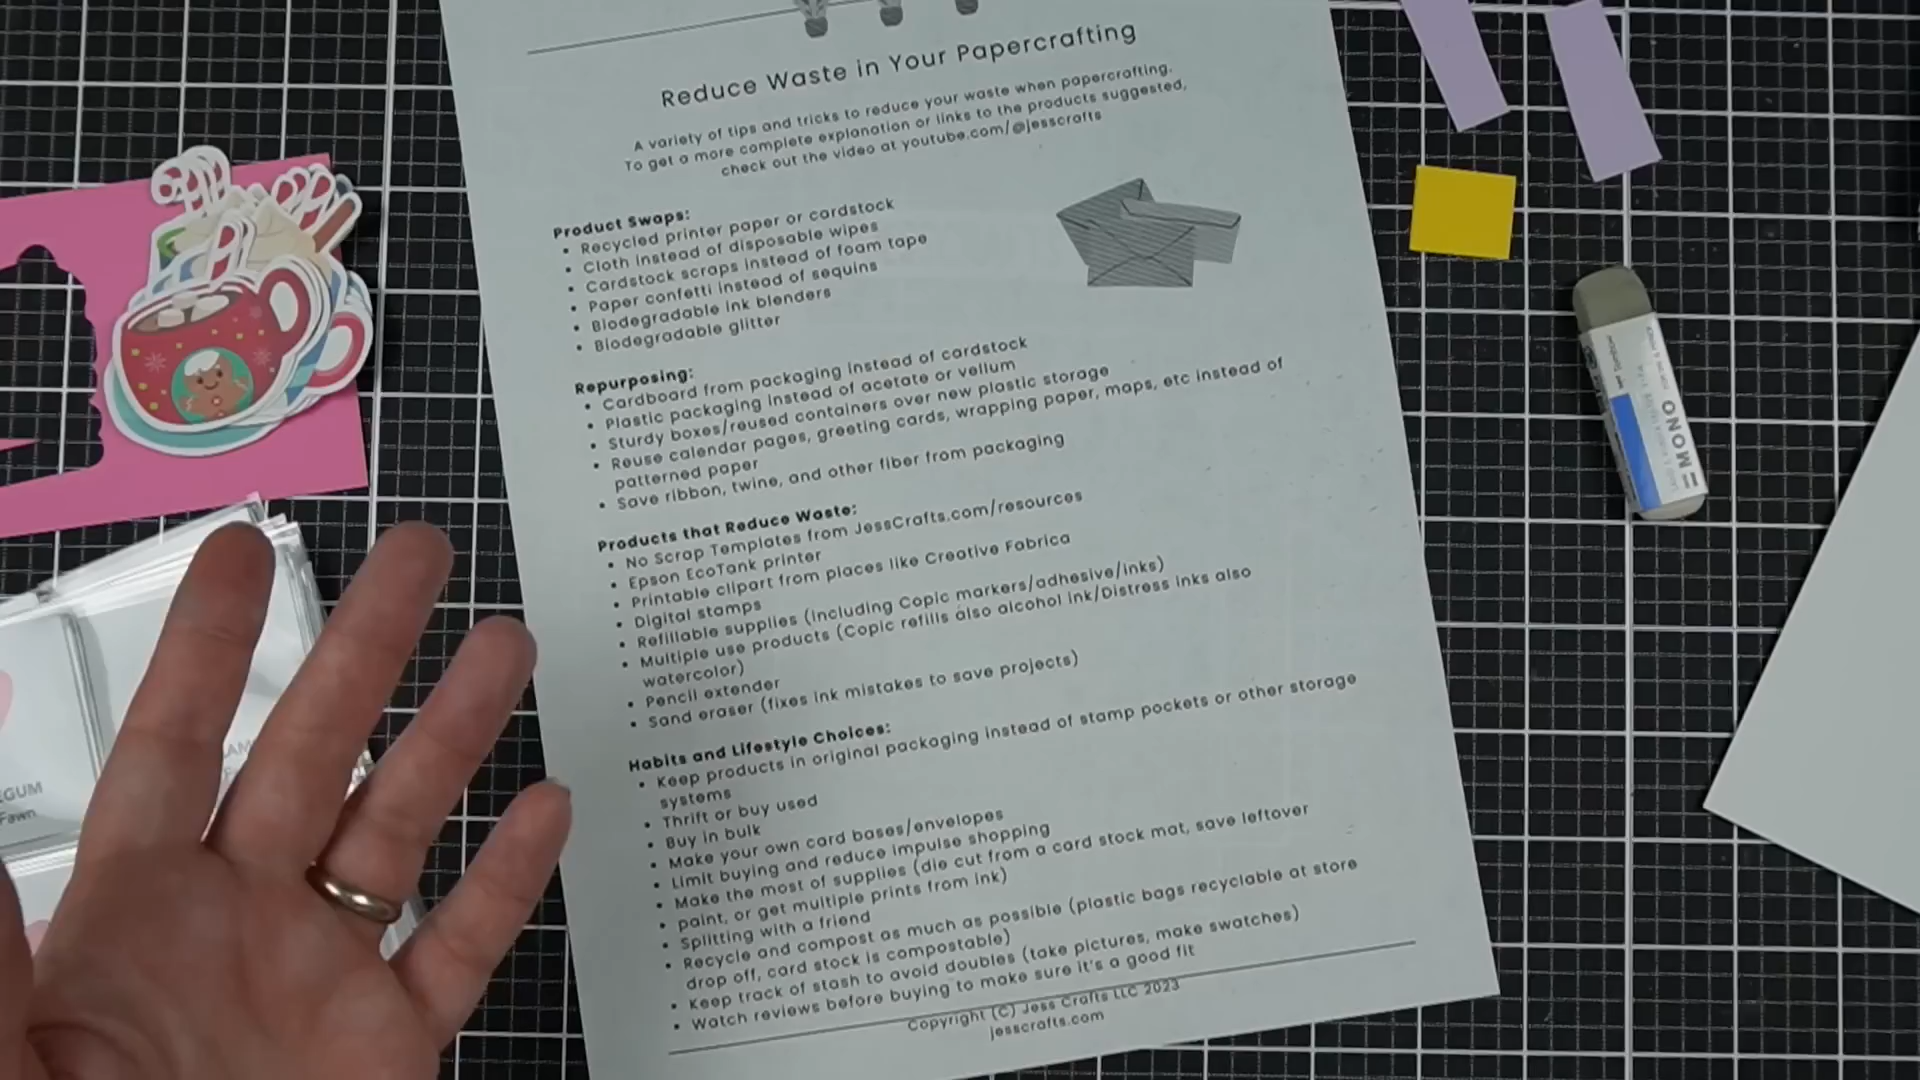 Reduce Waste in Your Papercrafting
A variety of tips and tricks to reduce your waste when papercrafting.
To get a more complete explanation or links to the products suggested,
check out the video at youtube.com/@jesscrafts
Product Swaps:
• Recycled printer paper or cardstock
• Cloth instead of disposable wipes
• Cardstock scraps instead of foam tape
• Paper confetti instead of sequins
• Biodegradable ink blenders
• Biodegradable glitter
Repurposing:
• Cardboard from packaging instead of cardstock
• Plastic packaging instead of acetate or vellum
• Sturdy boxes/reused containers over new plastic storage
• Reuse calendar pages, greeting cards, wrapping paper, maps, etc instead of
patterned paper
• Save ribbon, twine, and other fiber from packaging
Products that Reduce Waste:
• No Scrap Templates from JessCrafts.com/resources
• Epson EcoTank printer
• Printable clipart from places like Creative Fabrica
• Digital stamps
• Refillable supplies (including Copic markers/adhesive/inks)
• Multiple use products (Copic refills also alcohol ink/Distress inks also
watercolor)
• Pencil extender
• Sand eraser (fixes ink mistakes to save projects)
Habits and Lifestyle Choices:
• Keep products in original packaging instead of stamp pockets or other storage
systems
• Thrift or buy used
• Buy in bulk
• Make your own card bases/envelopes
• Limit buying and reduce impulse shopping
• Make the most of supplies (die cut from a card stock mat, save leftover
• paint, or get multiple prints from ink)
• Splitting with a friend
• Recycle and compost as much as possible (plastic bags recyclable at store
drop off, card stock is compostable)
• Keep track of stash to avoid doubles (take pictures, make swatches)
• Watch reviews before buying to make sure it's a good fit
Copyright (C) Jess Crafts LLC 2023
jesscrafts.com
MONO
EGUM
Fawn